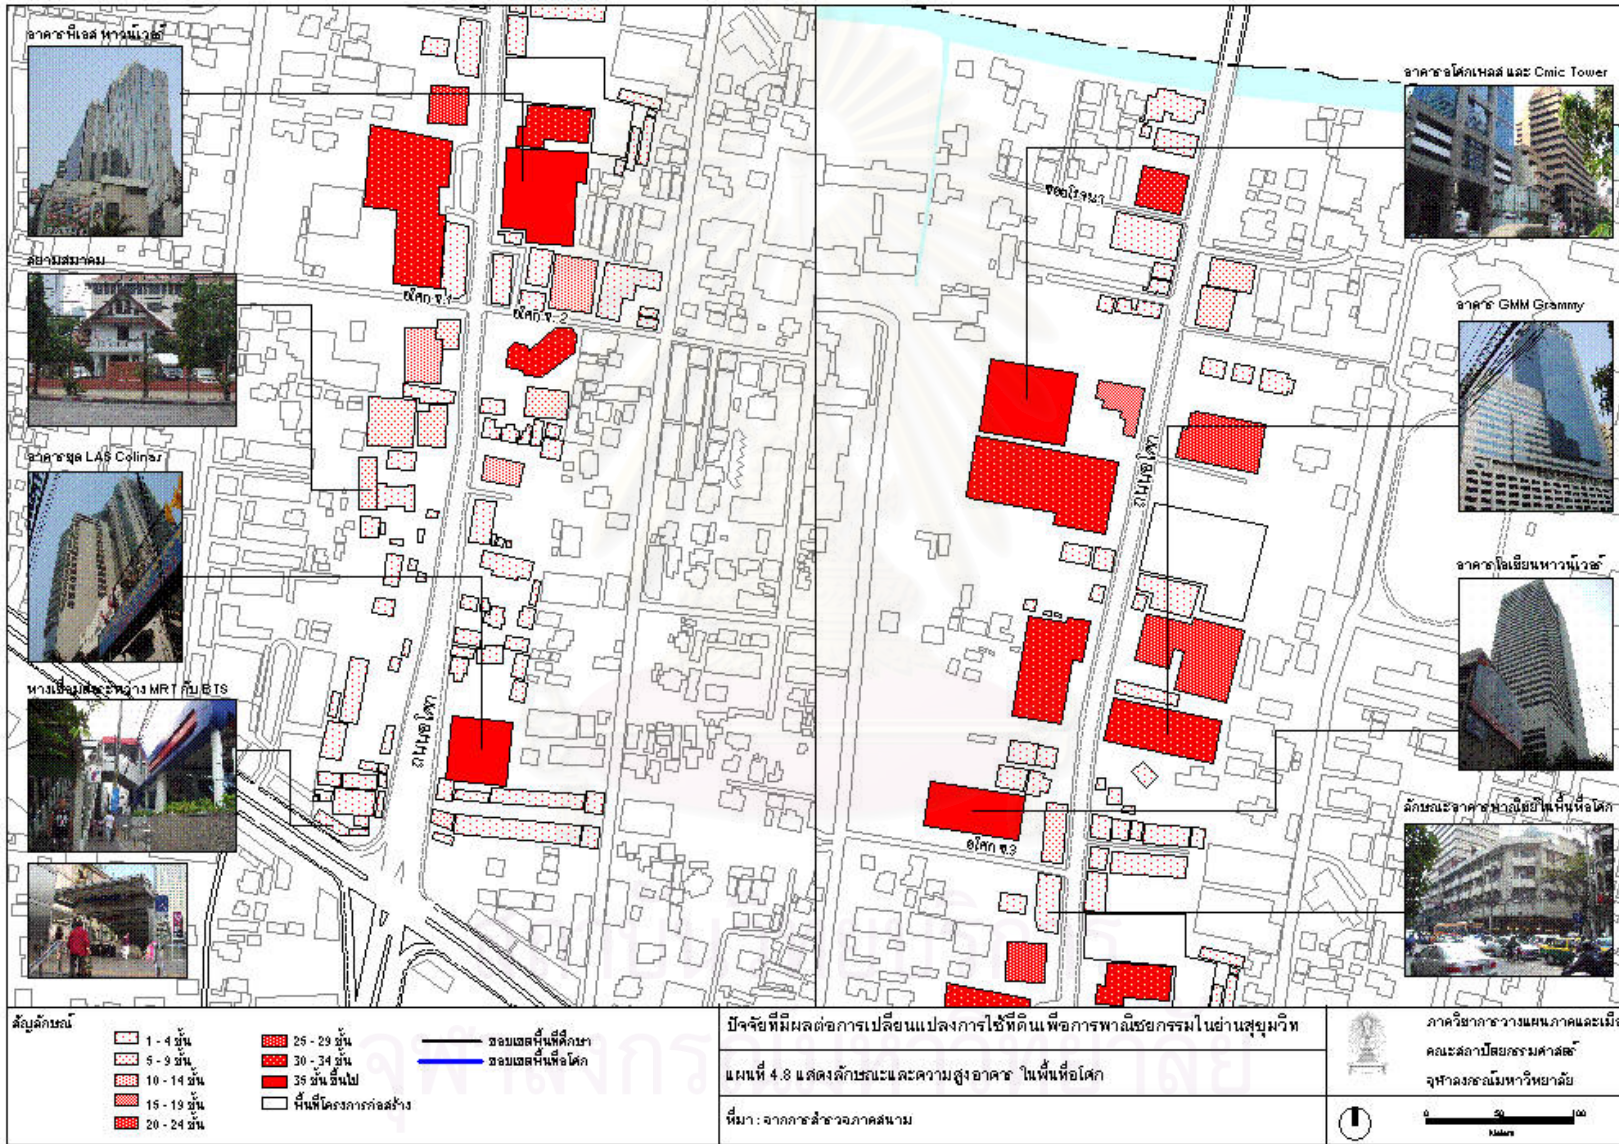 อาคารพีเอส ทาวน์เวอร์
สยามสมาคม
อาคารชุด LAS Colinas
ทางเชื่อมระหว่าง MRT กับ BTS
อโศก ซ.1
อโศก ซ.2
ถนนอโศก
อาคารอโศกเพลส และ Cmic Tower
ซอยโรงนา
อาคาร GMM Grammy
ถนนอโศก
อาคารโอเชียนทาวน์เวอร์
ลักษณะอาคารพาณิชย์ในพื้นที่อโศก
อโศก ซ.3
สัญลักษณ์
1 - 4 ชั้น
5 - 9 ชั้น
10 - 14 ชั้น
15 - 19 ชั้น
20 - 24 ชั้น
25 - 29 ชั้น
30 - 34 ชั้น
35 ชั้นขึ้นไป
พื้นที่โครงการก่อสร้าง
ขอบเขตพื้นที่ศึกษา
ขอบเขตพื้นที่อโศก
ปัจจัยที่มีผลต่อการเปลี่ยนแปลงการใช้ที่ดินเพื่อการพาณิชยกรรมในย่านสุขุมวิท
แผนที่ 4.8 แสดงลักษณะและความสูงอาคาร ในพื้นที่อโศก
ที่มา : จากการสำรวจภาคสนาม
ภาควิชาการวางแผนภาคและเมือ
คณะสถาปัตยกรรมศาสตร์
จุฬาลงกรณ์มหาวิทยาลัย
0 50 100
Meters